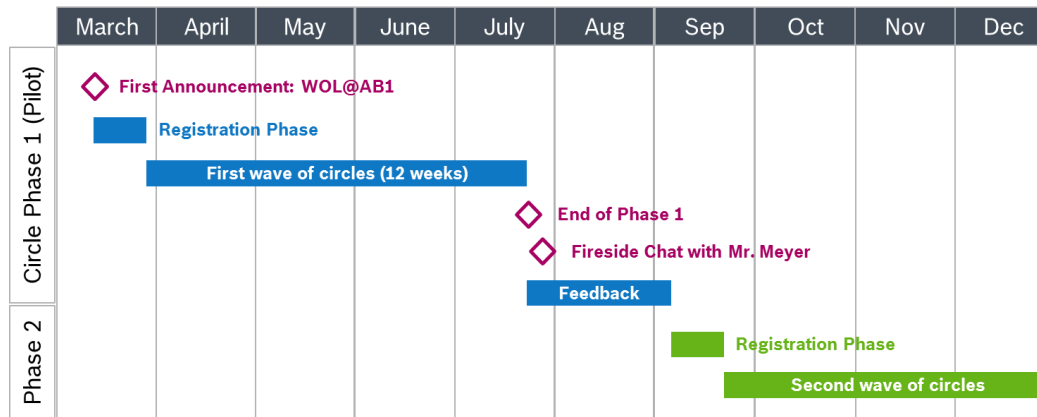 March April May June July Aug Sep Oct Nov Dec
Circle Phase 1 (Pilot)
First Announcement: WOL@AB1
Registration Phase
First wave of circles (12 weeks)
End of Phase 1
Fireside Chat with Mr. Meyer
Feedback
Phase 2
Registration Phase
Second wave of circles